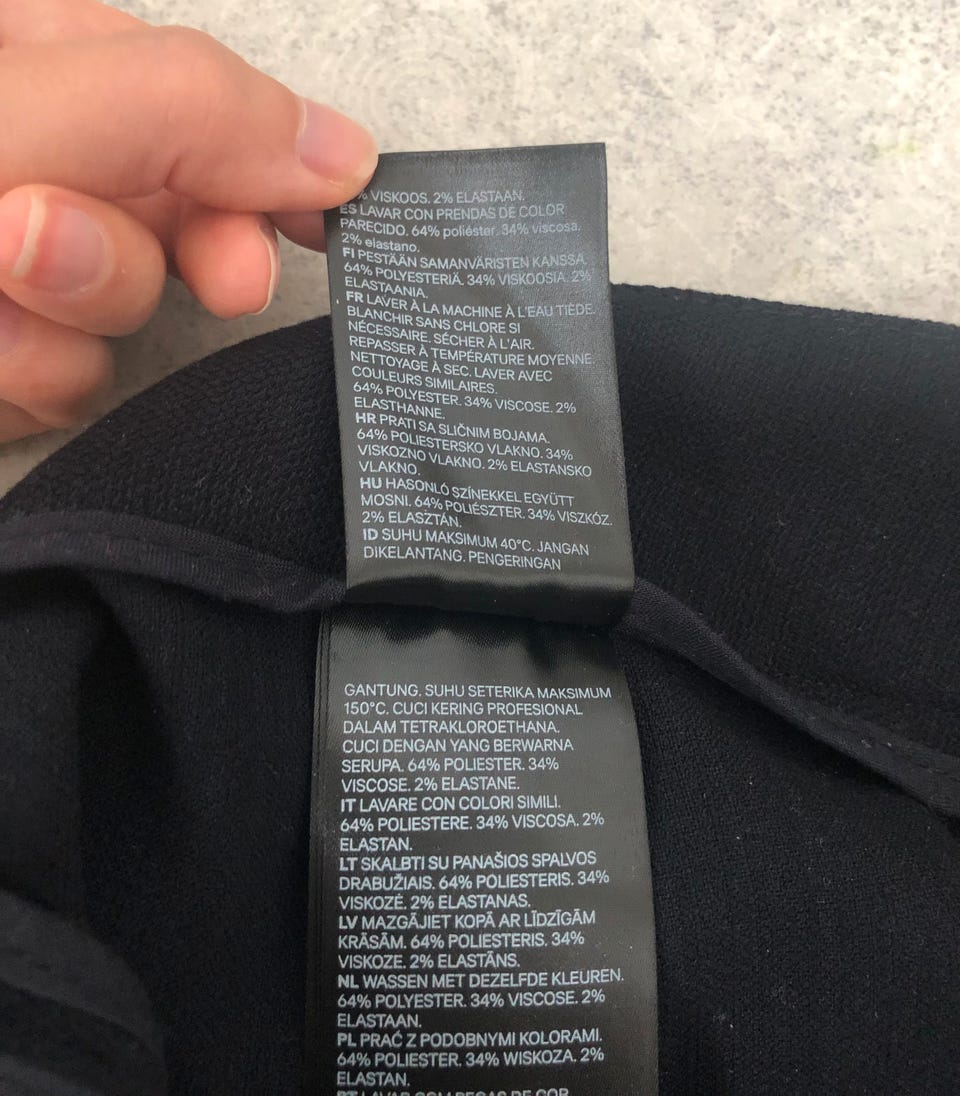 % VISKOOS. 2% ELASTAAN.
ES LAVAR CON PRENDAS DE COLOR
PARECIDO. 64% poliéster. 34% viscosa.
2% elastano.
FI PESTÄÄN SAMANVÄRISTEN KANSSA.
64% POLYESTERIÄ. 34% VISKOOSIA. 2%
ELASTAANIA.
FR LAVER À LA MACHINE À L'EAU TIÈDE.
BLANCHIR SANS CHLORE SI
NÉCESSAIRE. SÉCHER À L'AIR.
REPASSER À TEMPÉRATURE MOYENNE.
NETTOYAGE À SEC. LAVER AVEC
COULEURS SIMILAIRES.
64% POLYESTER. 34% VISCOSE. 2%
ELASTHANNE.
HR PRATI SA SLIČNIM BOJAMA.
64% POLIESTERSKO VLAKNO. 34%
VISKOZNO VLAKNO. 2% ELASTANSKO
VLAKNO.
HU HASONLÓ SZÍNEKKEL EGYÜTT
MOSNI. 64% POLIÉSZTER. 34% VISZKÓZ.
2% ELASZTÁN.
ID SUHU MAKSIMUM 40°C. JANGAN
DIKELANTANG. PENGERINGAN
GANTUNG. SUHU SETERIKA MAKSIMUM
150°C. CUCI KERING PROFESIONAL
DALAM TETRAKLOROETHANA.
CUCI DENGAN YANG BERWARNA
SERUPA. 64% POLIESTER. 34%
VISCOSE. 2% ELASTANE.
IT LAVARE CON COLORI SIMILI.
64% POLIESTERE. 34% VISCOSA. 2%
ELASTAN.
LT SKALBTI SU PANAŠIOS SPALVOS
DRABUŽIAIS. 64% POLIESTERIS. 34%
VISKOZĖ. 2% ELASTANAS.
LV MAZGĀJIET KOPĀ AR LĪDZĪGĀM
KRĀSĀM. 64% POLIESTERIS. 34%
VISKOZE. 2% ELASTĀNS.
NL WASSEN MET DEZELFDE KLEUREN.
64% POLYESTER. 34% VISCOSE. 2%
ELASTAAN.
PL PRAĆ Z PODOBNYMI KOLORAMI.
64% POLIESTER. 34% WISKOZA. 2%
ELASTAN.
PT LAVAR COM PEÇAS DE COR